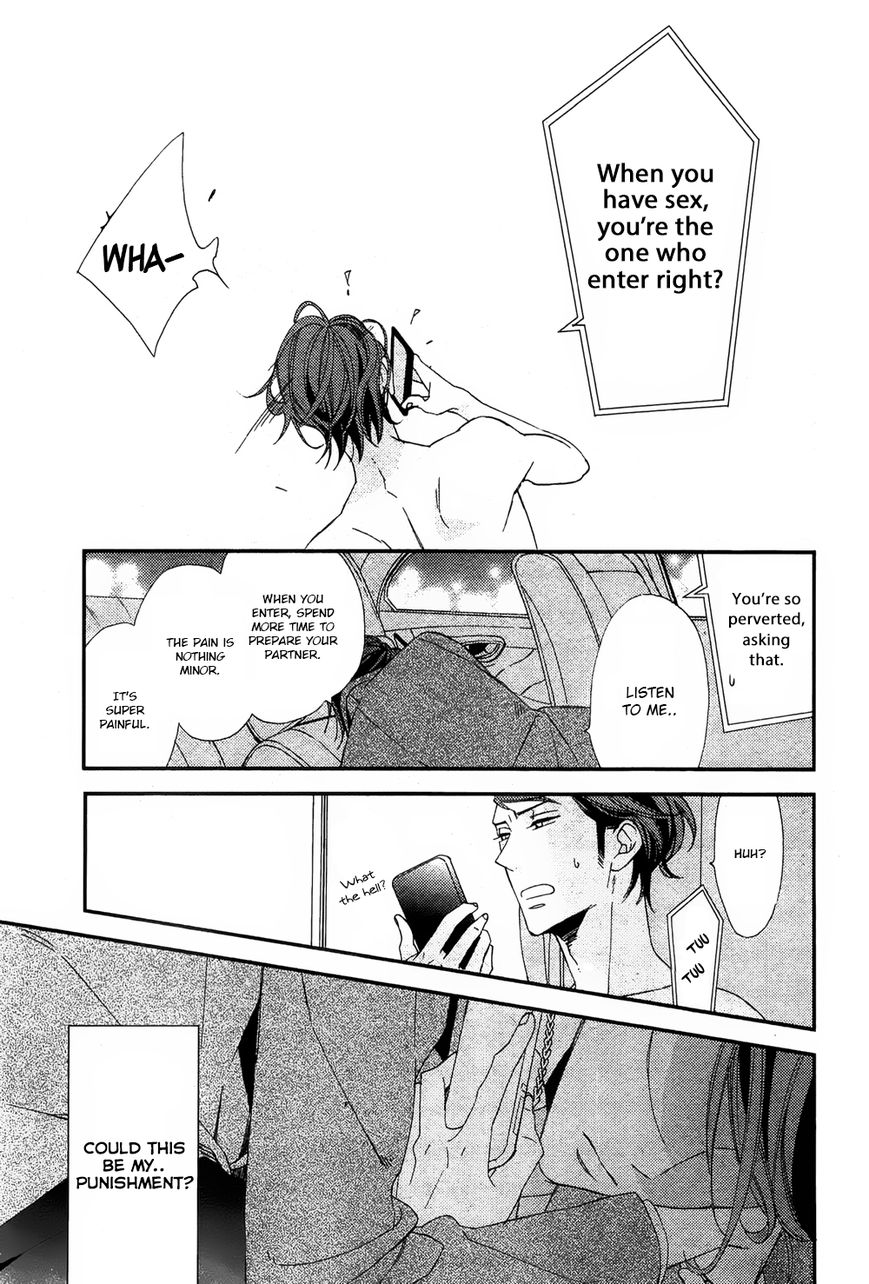 When you
have sex,
you're the
one who
enter right?
WHA-
You're so
perverted,
asking
that.
LISTEN
TO ME..
WHEN YOU
ENTER, SPEND
MORE TIME TO
PREPARE YOUR
PARTNER.
THE PAIN IS
NOTHING
MINOR.
IT'S
SUPER
PAINFUL.
HUH?
TUU
TUU
What
the hell?
COULD THIS
BE MY..
PUNISHMENT?